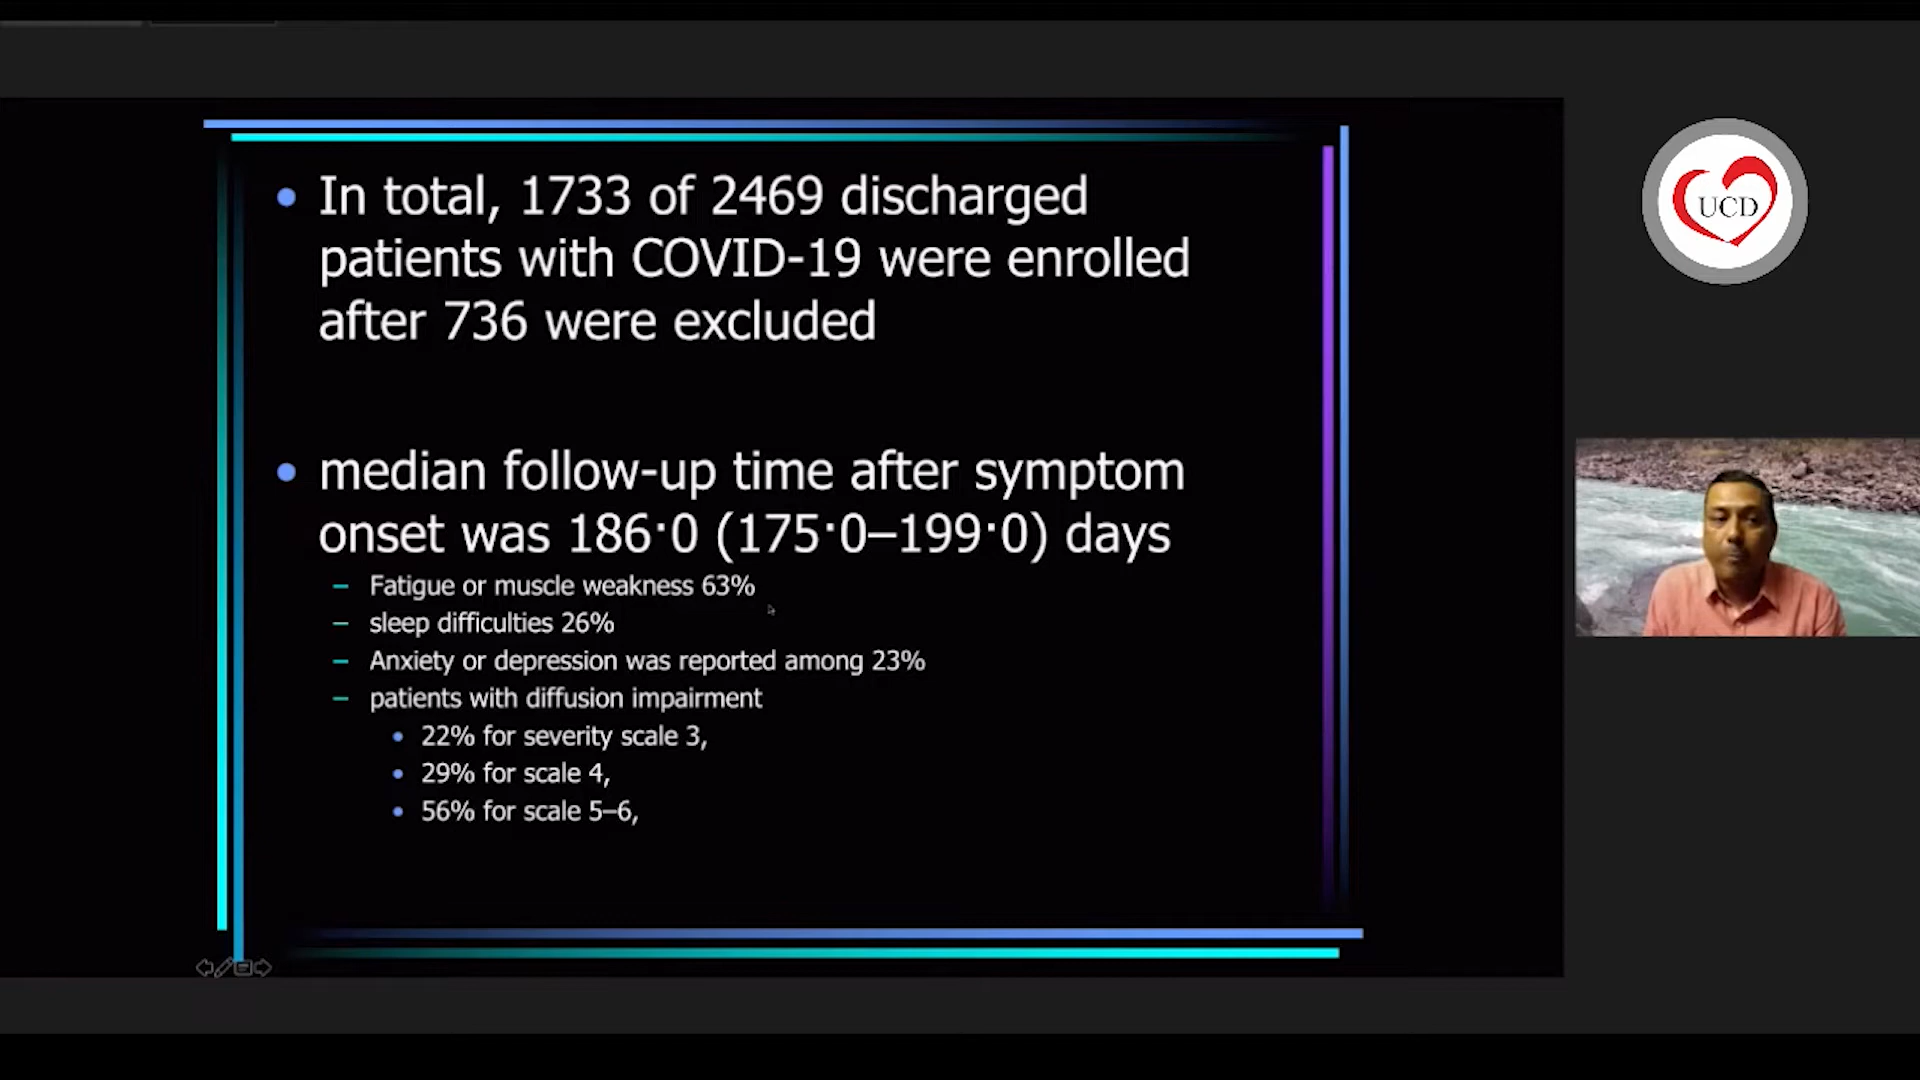 In total, 1733 of 2469 discharged
patients with COVID-19 were enrolled
after 736 were excluded
median follow-up time after symptom
onset was 186·0 (175·0–199·0) days
– Fatigue or muscle weakness 63%
– sleep difficulties 26%
– Anxiety or depression was reported among 23%
– patients with diffusion impairment
22% for severity scale 3,
29% for scale 4,
56% for scale 5–6,
UCD